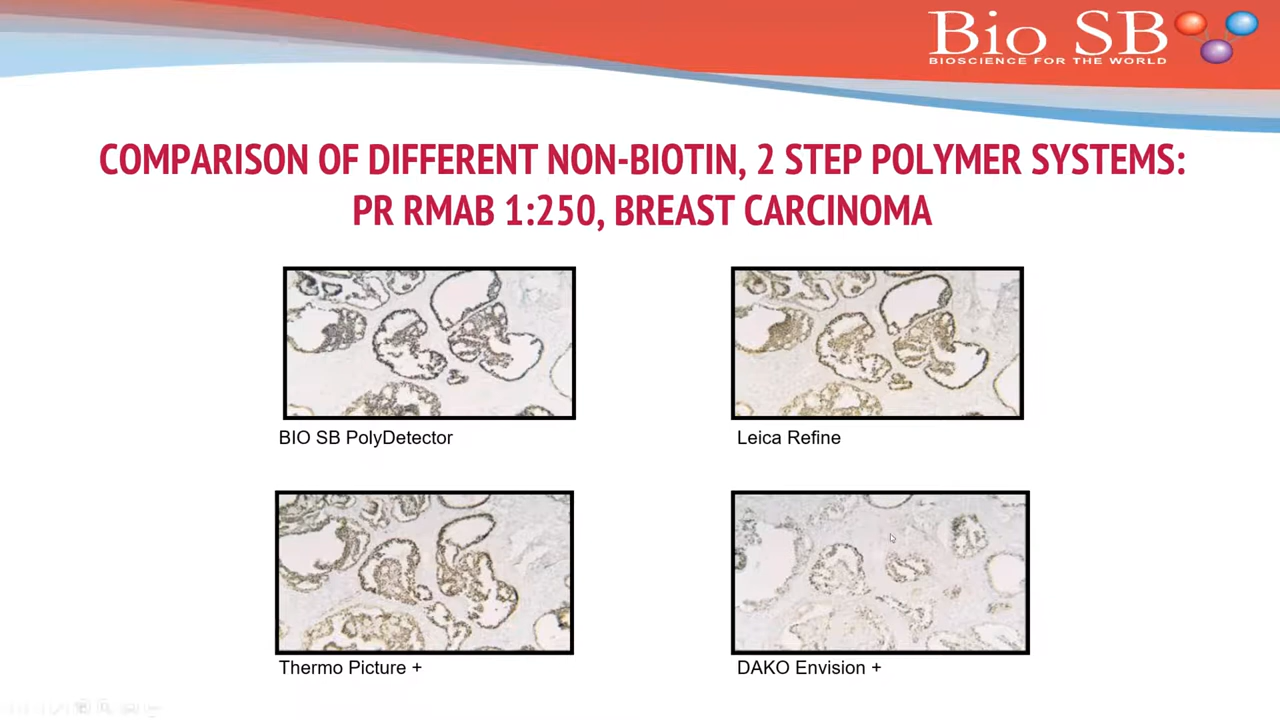 Bio SB
BIOSCIENCE FOR THE WORLD
COMPARISON OF DIFFERENT NON-BIOTIN, 2 STEP POLYMER SYSTEMS:
PR RMAB 1:250, BREAST CARCINOMA
BIO SB PolyDetector
Leica Refine
Thermo Picture +
DAKO Envision +